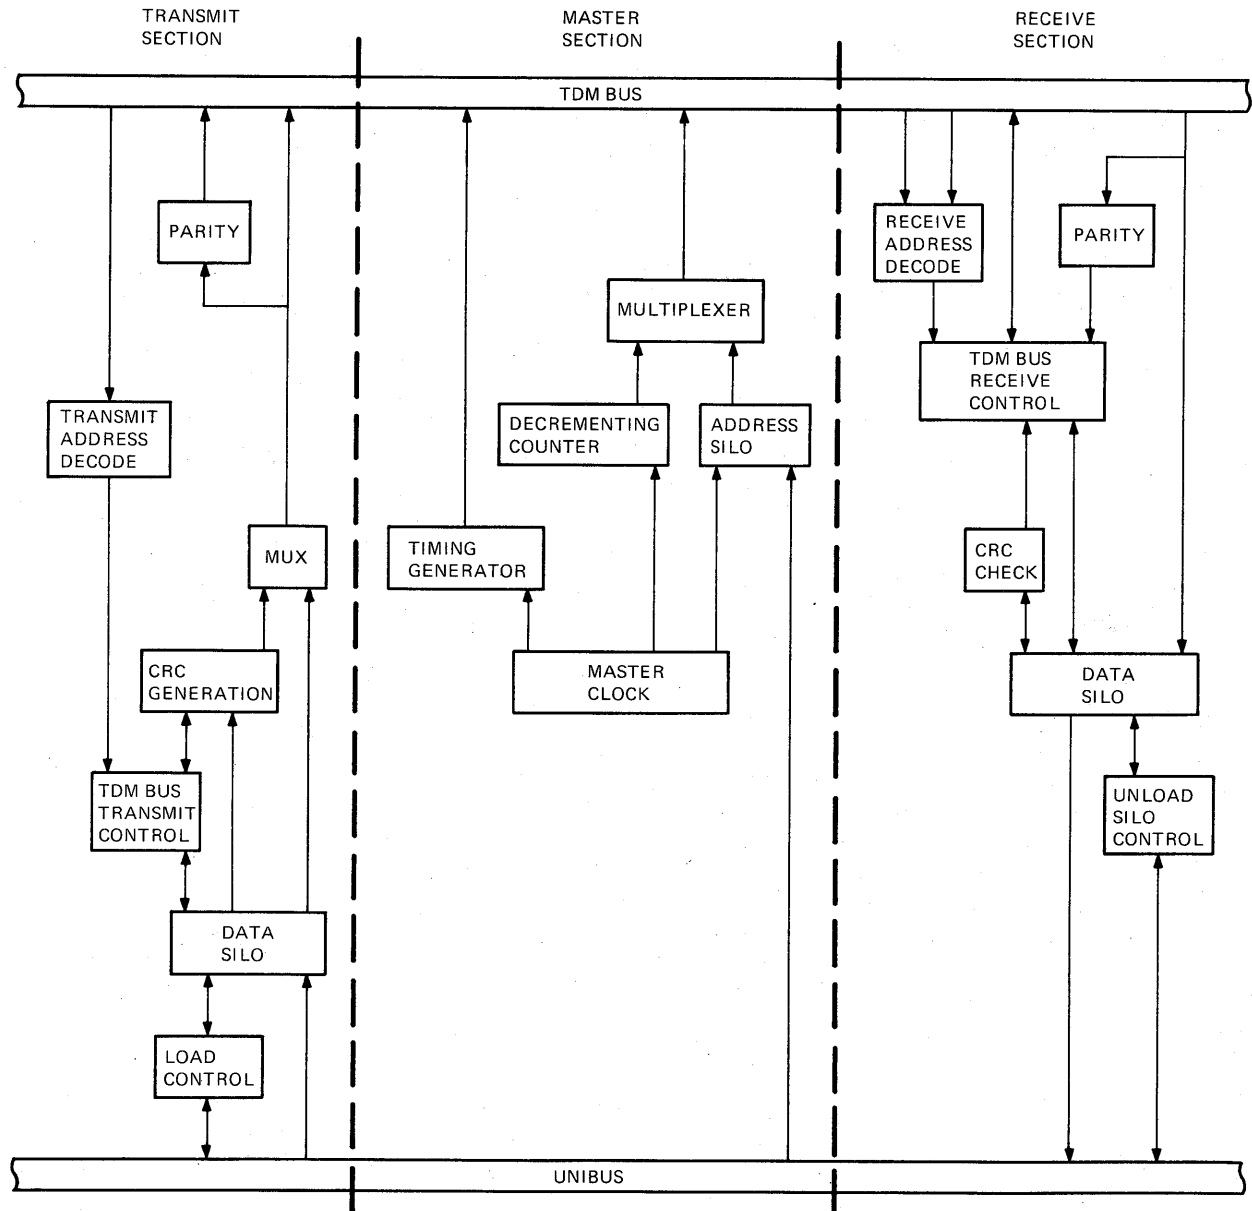 TRANSMIT
SECTION
MASTER
SECTION
RECEIVE
SECTION
TDM BUS
PARITY
RECEIVE
ADDRESS
DECODE
PARITY
MULTIPLEXER
TDM BUS
RECEIVE
CONTROL
TRANSMIT
ADDRESS
DECODE
DECREMENTING
COUNTER
ADDRESS
SILO
MUX
TIMING
GENERATOR
CRC
CHECK
CRC
GENERATION
MASTER
CLOCK
DATA
SILO
TDM BUS
TRANSMIT
CONTROL
UNLOAD
SILO
CONTROL
DATA
SILO
LOAD
CONTROL
UNIBUS